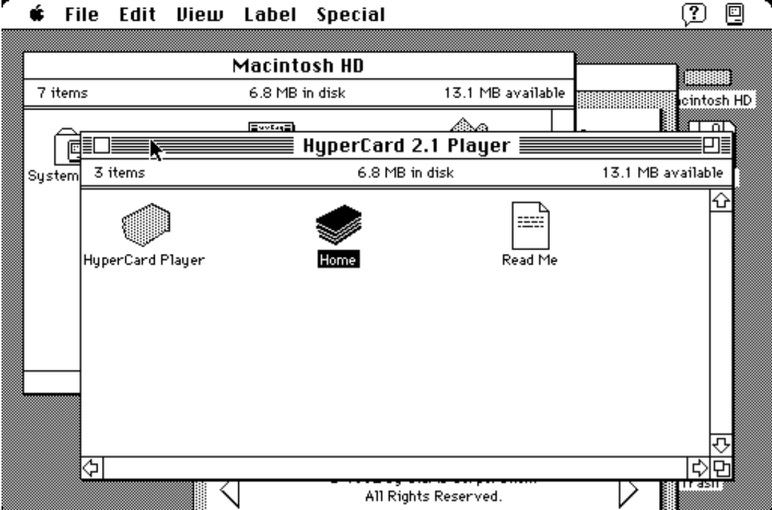 File Edit View Label Special
Macintosh HD
7 items 6.8 MB in disk 13.1 MB available
HyperCard 2.1 Player
3 items 6.8 MB in disk 13.1 MB available
System
HyperCard Player
Home
Read Me
cintosh HD
All Rights Reserved.
Trash